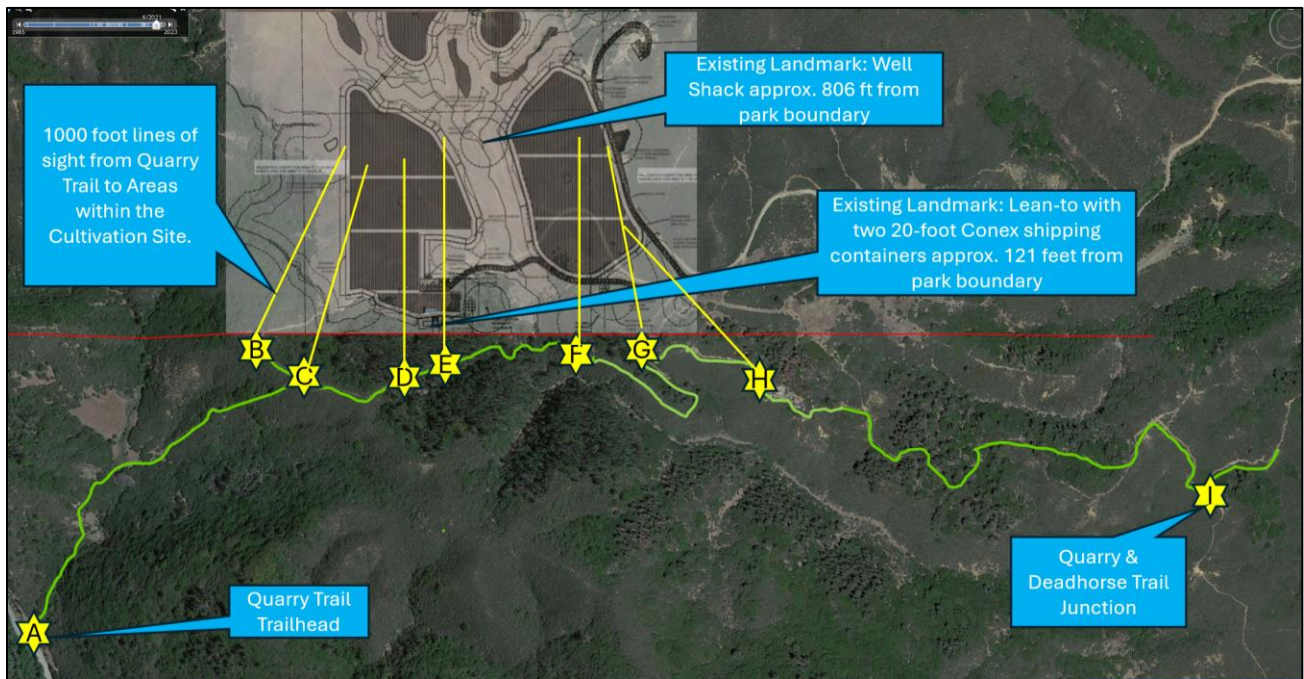 6/2021
1985
2023
Existing Landmark: Well
Shack approx. 806 ft from
park boundary
1000 foot lines of
sight from Quarry
Trail to Areas
within the
Cultivation Site.
Existing Landmark: Lean-to with
two 20-foot Conex shipping
containers approx. 121 feet from
park boundary
B
C
D
E
F
G
H
I
Quarry &
Deadhorse Trail
Junction
Quarry Trail
Trailhead
A